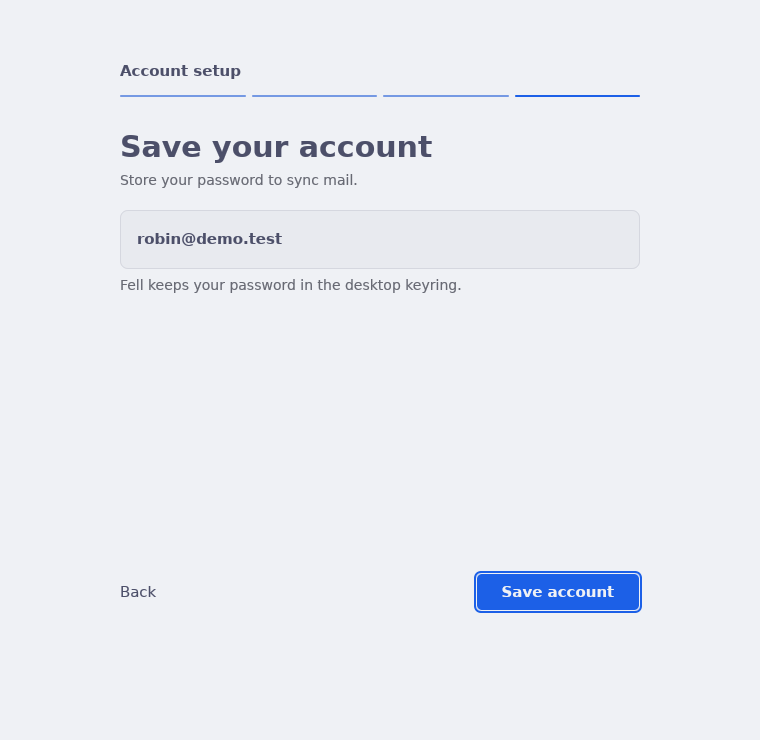 Account setup
Save your account
Store your password to sync mail.
robin@demo.test
Fell keeps your password in the desktop keyring.
Back
Save account